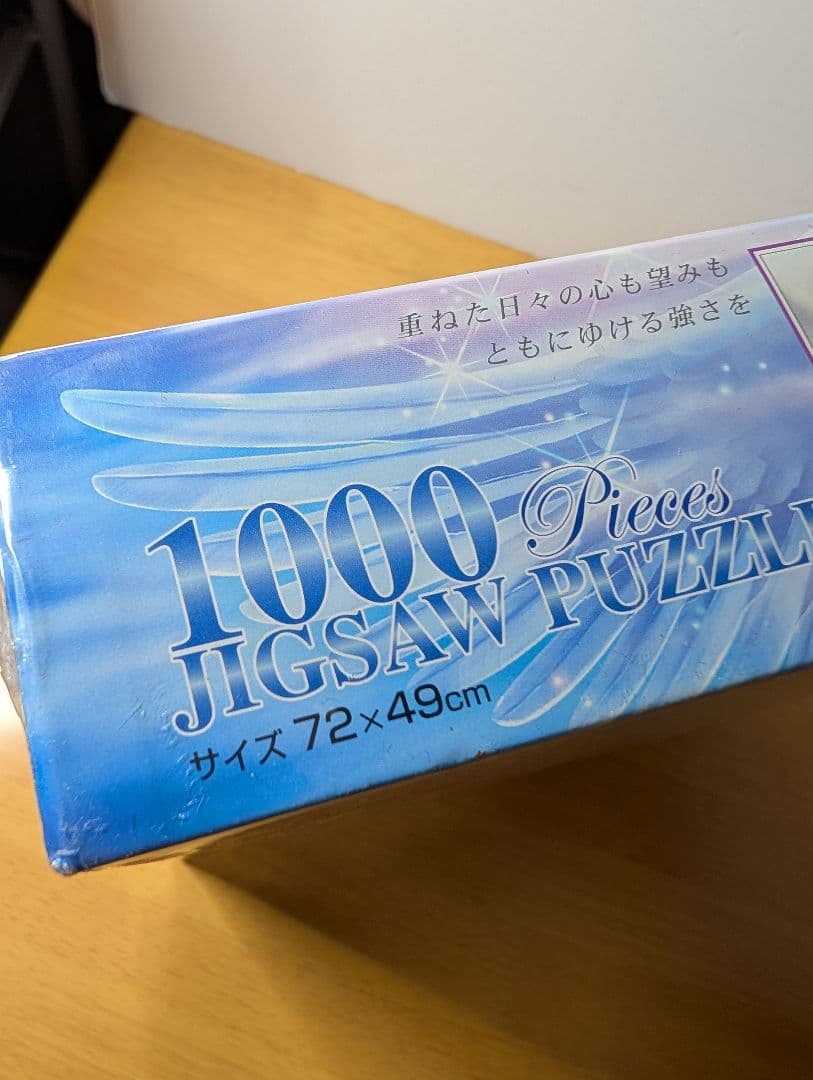 重ねた日々の心も望みも
ともにゆける強さを
1000 Pieces
JIGSAW PUZZL
サイズ 72×49cm